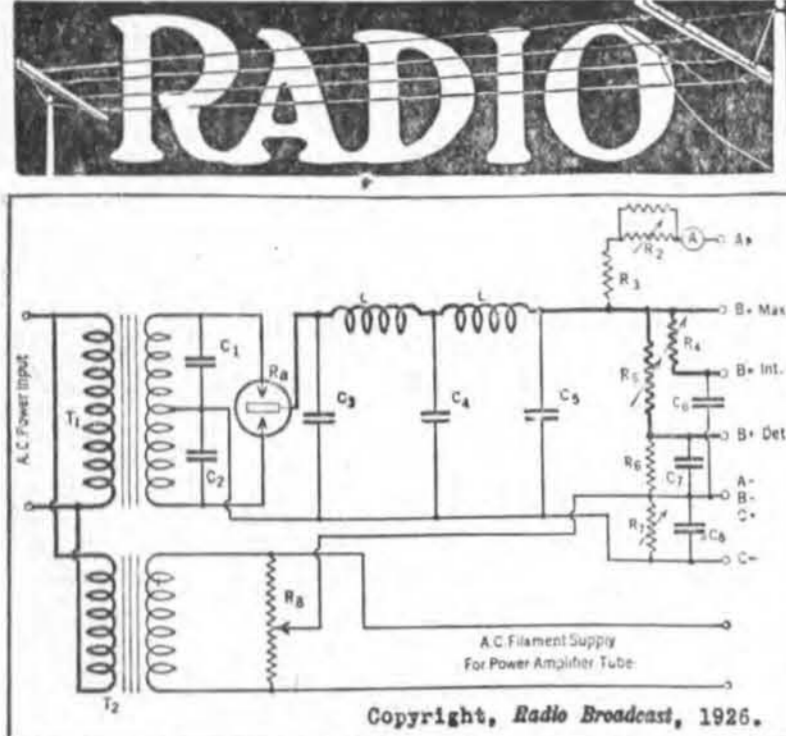 RADIO
A.C. Power Input
T1
C1
C2
Ra
C3
L
C4
L
C5
R2
A
A+
R3
B+ Max
R4
R5
B+ Int.
C6
B+ Det
R6
C7
A-
B-
C+
R7
C8
C-
T2
R8
A.C. Filament Supply
For Power Amplifier Tube
Copyright, Radio Broadcast, 1926.